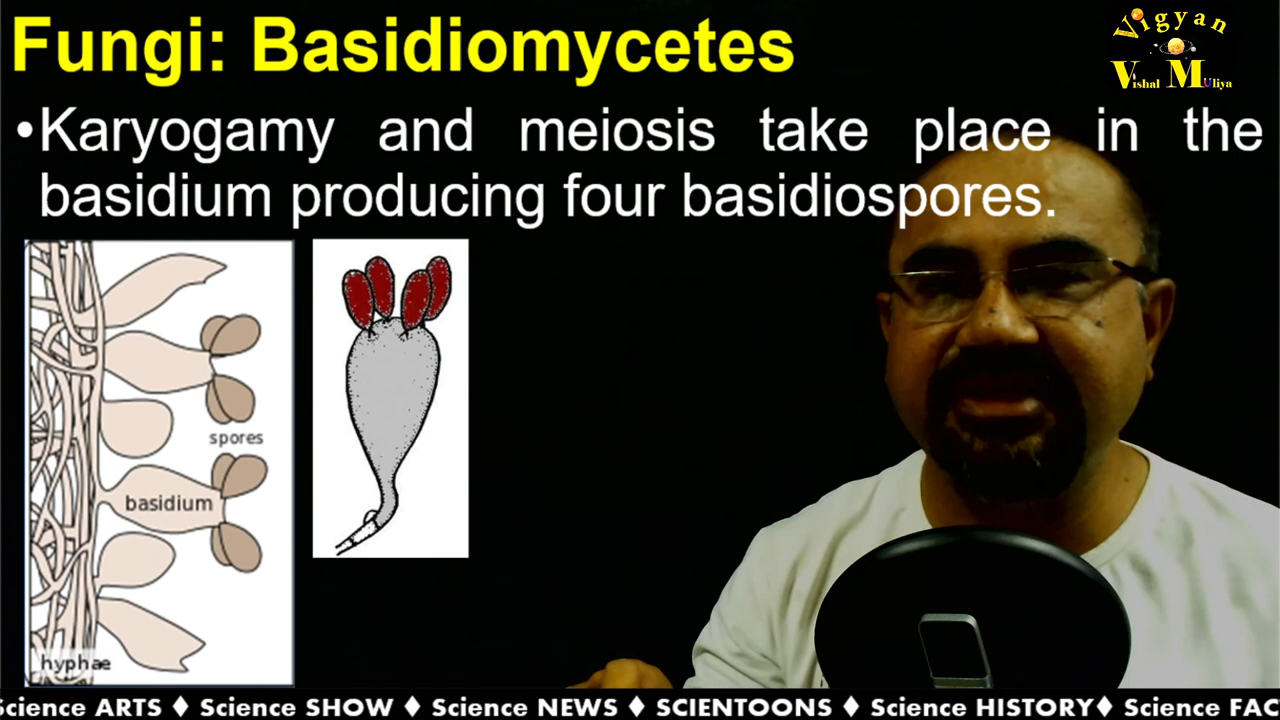 Fungi: Basidiomycetes
Vigyan
Vishal Muliya
•Karyogamy and meiosis take place in the
basidium producing four basidiospores.
spores
basidium
hyphae
Science ARTS ♦ Science SHOW ♦ Science NEWS ♦ SCIENTOONS ♦ Science HISTORY♦ Science FAC